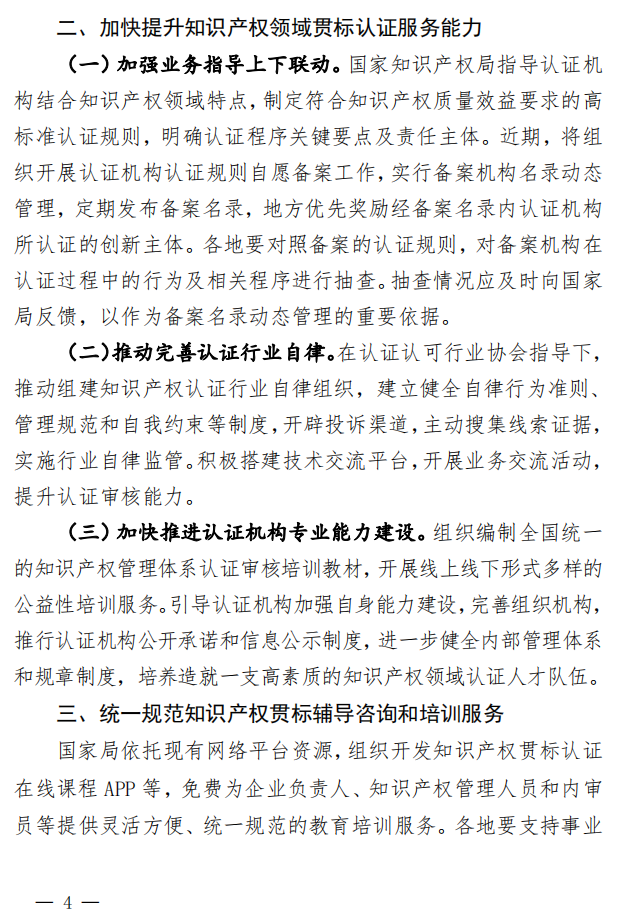 二、加快提升知识产权领域贯标认证服务能力
（一）加强业务指导上下联动。国家知识产权局指导认证机
构结合知识产权领域特点，制定符合知识产权质量效益要求的高
标准认证规则，明确认证程序关键要点及责任主体。近期，将组
织开展认证机构认证规则自愿备案工作，实行备案机构名录动态
管理，定期发布备案名录，地方优先奖励经备案名录内认证机构
所认证的创新主体。各地要对照备案的认证规则，对备案机构在
认证过程中的行为及相关程序进行抽查。抽查情况应及时向国家
局反馈，以作为备案名录动态管理的重要依据。
（二）推动完善认证行业自律。在认证认可行业协会指导下，
推动组建知识产权认证行业自律组织，建立健全自律行为准则、
管理规范和自我约束等制度，开辟投诉渠道，主动搜集线索证据，
实施行业自律监管。积极搭建技术交流平台，开展业务交流活动，
提升认证审核能力。
（三）加快推进认证机构专业能力建设。组织编制全国统一
的知识产权管理体系认证审核培训教材，开展线上线下形式多样的
公益性培训服务。引导认证机构加强自身能力建设，完善组织机构，
推行认证机构公开承诺和信息公示制度，进一步健全内部管理体系
和规章制度，培养造就一支高素质的知识产权领域认证人才队伍。
三、统一规范知识产权贯标辅导咨询和培训服务
国家局依托现有网络平台资源，组织开发知识产权贯标认证
在线课程 APP 等，免费为企业负责人、知识产权管理人员和内审
员等提供灵活方便、统一规范的教育培训服务。各地要支持事业
— 4 —